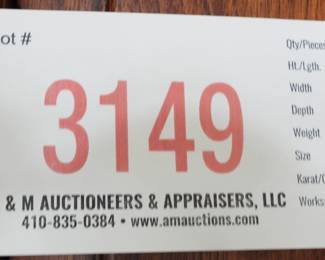 ot #
3149
& M AUCTIONEERS & APPRAISERS, LLC
410-835-0384 • www.amauctions.com
Qty/Pieces
Ht./Lgth.
Width
Depth
Weight
Size
Karat/
Works